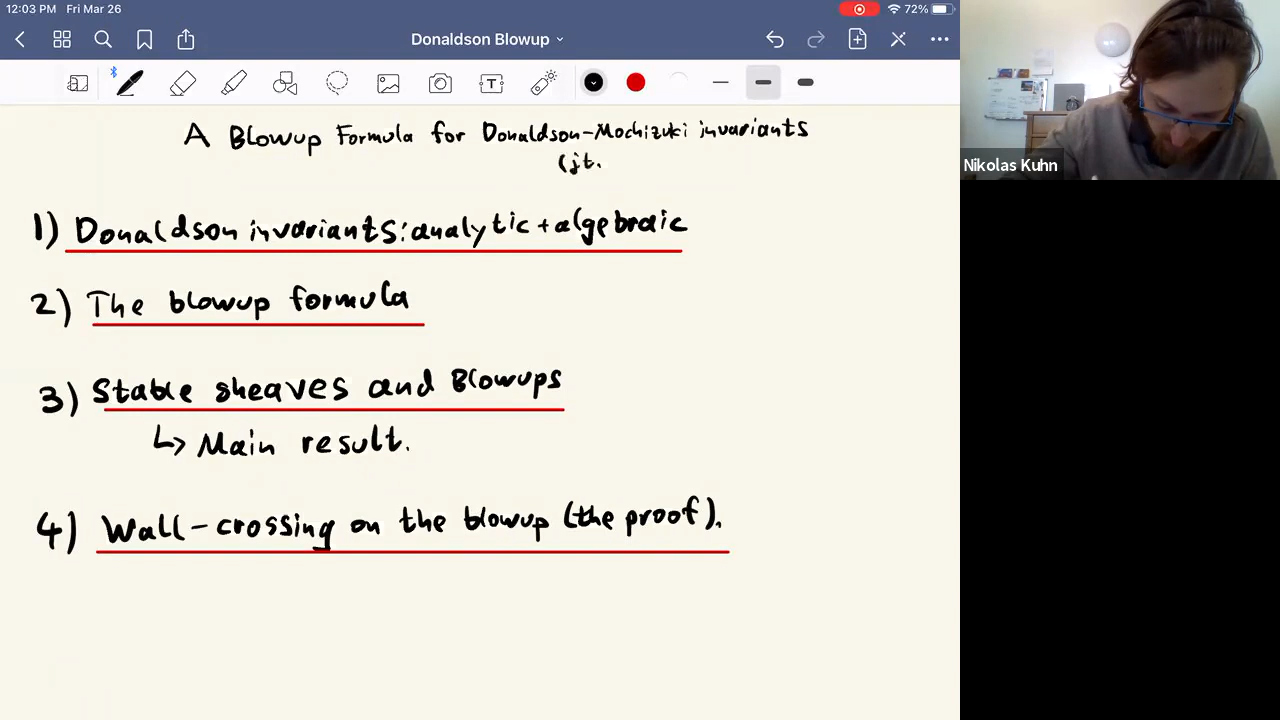 12:03 PM Fri Mar 26
72%
Donaldson Blowup
T
A Blowup Formula for Donaldson-Mochizuki invariants
(jt.
1) Donaldson invariants: analytic + algebraic
2) The blowup formula
3) Stable sheaves and Blowups
↳ Main result.
4) Wall-crossing on the blowup (the proof).
Nikolas Kuhn